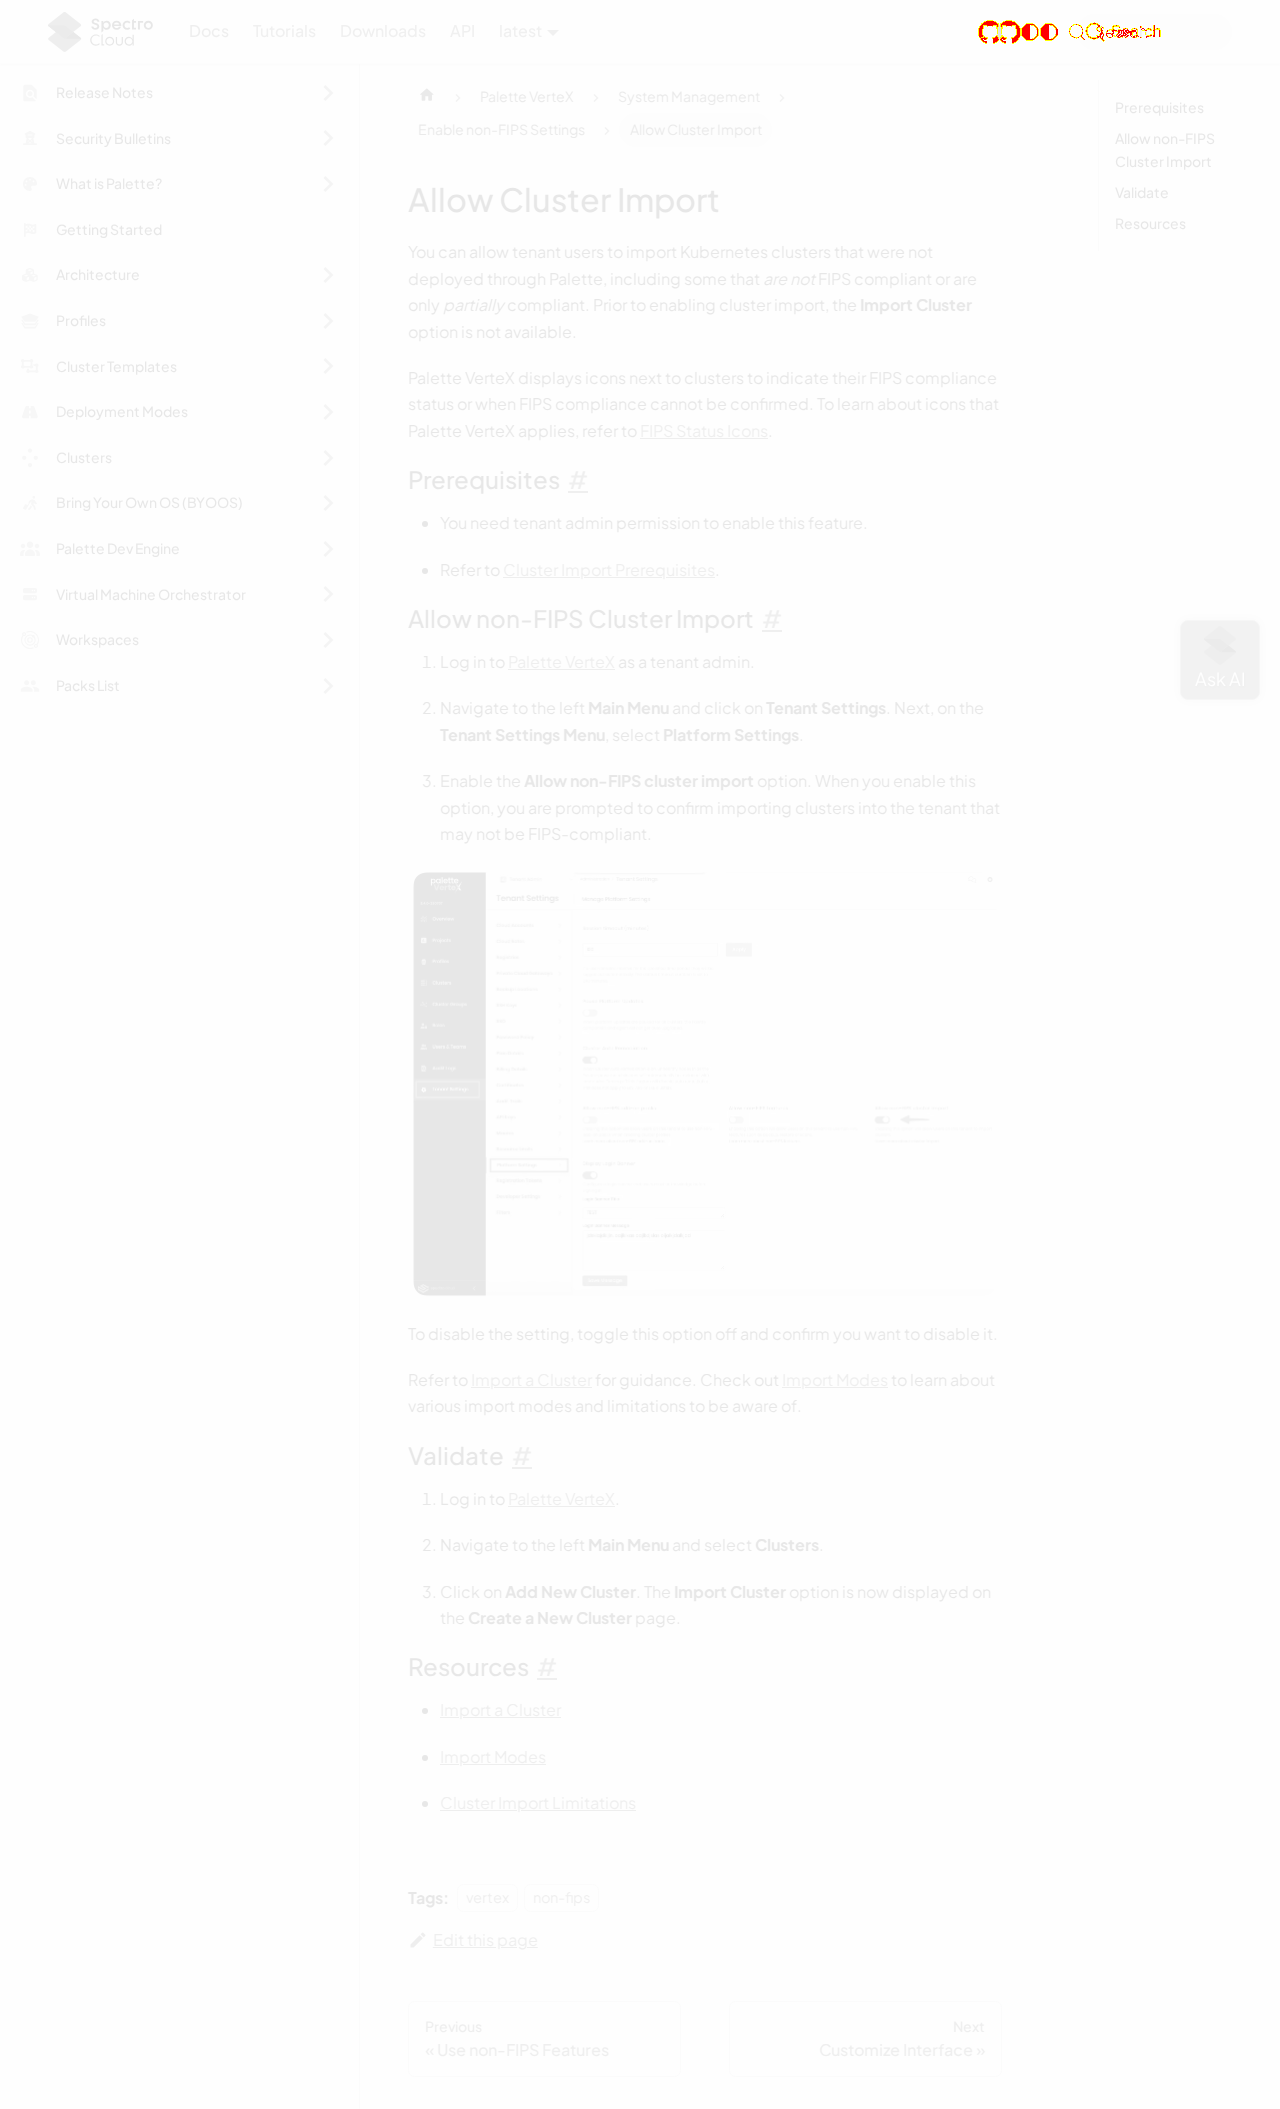 Spectro
Cloud
Docs Tutorials Downloads API latest
Release Notes
Security Bulletins
What is Palette?
Getting Started
Architecture
Profiles
Cluster Templates
Deployment Modes
Clusters
Bring Your Own OS (BYOOS)
Palette Dev Engine
Virtual Machine Orchestrator
Workspaces
Packs List
Palette VerteX › System Management ›
Enable non-FIPS Settings › Allow Cluster Import
Allow Cluster Import
You can allow tenant users to import Kubernetes clusters that were not
deployed through Palette, including some that are not FIPS compliant or are
only partially compliant. Prior to enabling cluster import, the Import Cluster
option is not available.
Palette VerteX displays icons next to clusters to indicate their FIPS compliance
status or when FIPS compliance cannot be confirmed. To learn about icons that
Palette VerteX applies, refer to FIPS Status Icons.
Prerequisites #
• You need tenant admin permission to enable this feature.
• Refer to Cluster Import Prerequisites.
Allow non-FIPS Cluster Import #
1. Log in to Palette VerteX as a tenant admin.
2. Navigate to the left Main Menu and click on Tenant Settings. Next, on the
Tenant Settings Menu, select Platform Settings.
3. Enable the Allow non-FIPS cluster import option. When you enable this
option, you are prompted to confirm importing clusters into the tenant that
may not be FIPS-compliant.
palette
Tenant Settings
To disable the setting, toggle this option off and confirm you want to disable it.
Refer to Import a Cluster for guidance. Check out Import Modes to learn about
various import modes and limitations to be aware of.
Validate #
1. Log in to Palette VerteX.
2. Navigate to the left Main Menu and select Clusters.
3. Click on Add New Cluster. The Import Cluster option is now displayed on
the Create a New Cluster page.
Resources #
• Import a Cluster
• Import Modes
• Cluster Import Limitations
Tags: vertex non-fips
Edit this page
Previous
« Use non-FIPS Features
Next
Customize Interface »
Prerequisites
Allow non-FIPS
Cluster Import
Validate
Resources
Ask AI